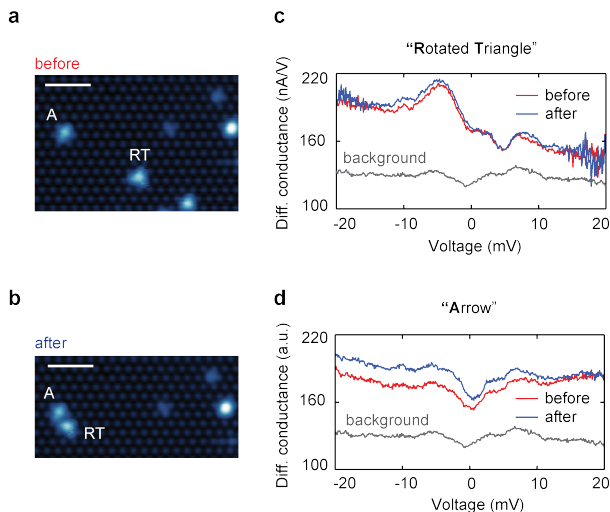 a
before
A
RT
b
after
A
RT
c
“Rotated Triangle”
Diff. conductance (nA/V)
220
160
100
before
after
background
-20
-10
0
10
20
Voltage (mV)
d
“Arrow”
Diff. conductance (a.u.)
220
160
100
before
after
background
-20
-10
0
10
20
Voltage (mV)